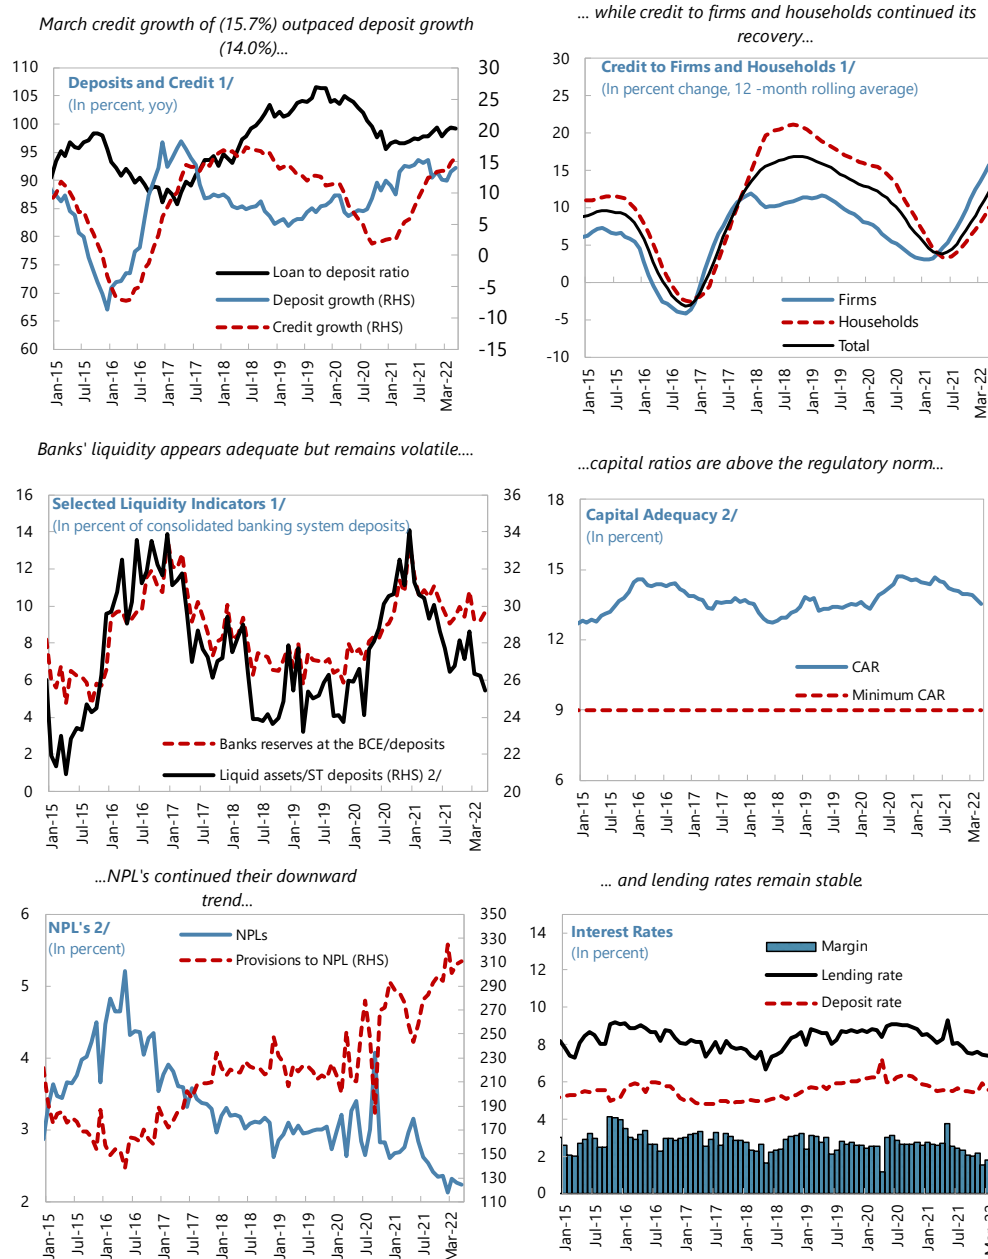 March credit growth of (15.7%) outpaced deposit growth
(14.0%)...
110
105
100
95
90
85
80
75
70
65
60
30
25
20
15
10
5
0
-5
-10
-15
Deposits and Credit 1/
(In percent, yoy)
Loan to deposit ratio
Deposit growth (RHS)
Credit growth (RHS)
Jan-15
Jul-15
Jan-16
Jul-16
Jan-17
Jul-17
Jan-18
Jul-18
Jan-19
Jul-19
Jan-20
Jul-20
Jan-21
Jul-21
Mar-22
... while credit to firms and households continued its
recovery...
30
25
20
15
10
5
0
-5
-10
Credit to Firms and Households 1/
(In percent change, 12 -month rolling average)
Firms
Households
Total
Jan-15
Jul-15
Jan-16
Jul-16
Jan-17
Jul-17
Jan-18
Jul-18
Jan-19
Jul-19
Jan-20
Jul-20
Jan-21
Jul-21
Mar-22
Banks' liquidity appears adequate but remains volatile....
16
14
12
10
8
6
4
2
0
36
34
32
30
28
26
24
22
20
Selected Liquidity Indicators 1/
(In percent of consolidated banking system deposits)
Banks reserves at the BCE/deposits
Liquid assets/ST deposits (RHS) 2/
Jan-15
Jul-15
Jan-16
Jul-16
Jan-17
Jul-17
Jan-18
Jul-18
Jan-19
Jul-19
Jan-20
Jul-20
Jan-21
Jul-21
Mar-22
...capital ratios are above the regulatory norm...
18
15
12
9
6
Capital Adequacy 2/
(In percent)
CAR
Minimum CAR
Jan-15
Jul-15
Jan-16
Jul-16
Jan-17
Jul-17
Jan-18
Jul-18
Jan-19
Jul-19
Jan-20
Jul-20
Jan-21
Jul-21
Mar-22
...NPL's continued their downward
trend...
6
5
4
3
2
350
330
310
290
270
250
230
210
190
170
150
130
110
NPL's 2/
(In percent)
NPLs
Provisions to NPL (RHS)
Jan-15
Jul-15
Jan-16
Jul-16
Jan-17
Jul-17
Jan-18
Jul-18
Jan-19
Jul-19
Jan-20
Jul-20
Jan-21
Jul-21
Mar-22
... and lending rates remain stable.
14
12
10
8
6
4
2
0
Interest Rates
(In percent)
Margin
Lending rate
Deposit rate
Jan-15
Jul-15
Jan-16
Jul-16
Jan-17
Jul-17
Jan-18
Jul-18
Jan-19
Jul-19
Jan-20
Jul-20
Jan-21
Jul-21